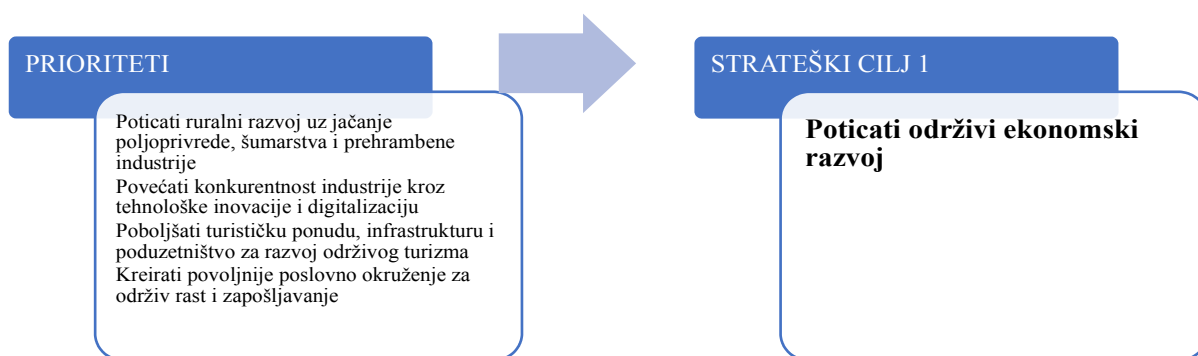 PRIORITETI
Poticati ruralni razvoj uz jačanje
poljoprivrede, šumarstva i prehrambene
industrije
Povećati konkurentnost industrije kroz
tehnološke inovacije i digitalizaciju
Poboljšati turističku ponudu, infrastrukturu i
poduzetništvo za razvoj održivog turizma
Kreirati povoljnije poslovno okruženje za
održiv rast i zapošljavanje
STRATEŠKI CILJ 1
Poticati održivi ekonomski
razvoj